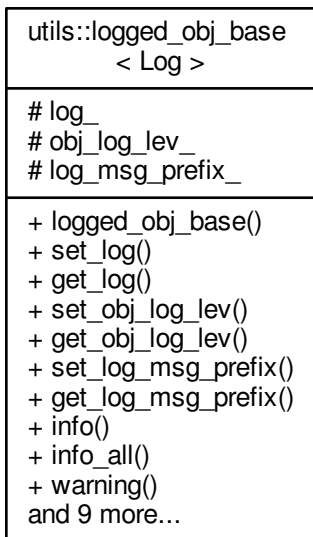 utils::logged_obj_base
< Log >
# log_
# obj_log_lev_
# log_msg_prefix_
+ logged_obj_base()
+ set_log()
+ get_log()
+ set_obj_log_lev()
+ get_obj_log_lev()
+ set_log_msg_prefix()
+ get_log_msg_prefix()
+ info()
+ info_all()
+ warning()
and 9 more...